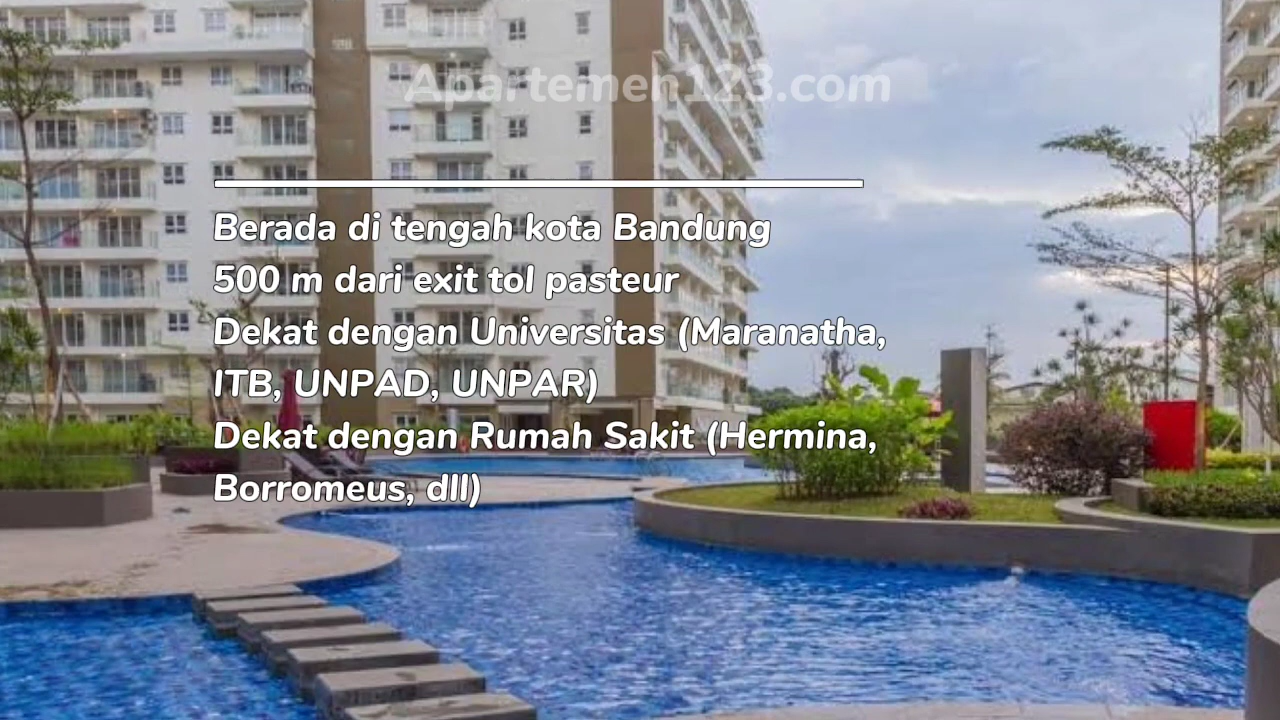 Apartemen123.com
Berada di tengah kota Bandung
500 m dari exit tol pasteur
Dekat dengan Universitas (Maranatha,
ITB, UNPAD, UNPAR)
Dekat dengan Rumah Sakit (Hermina,
Borromeus, dll)